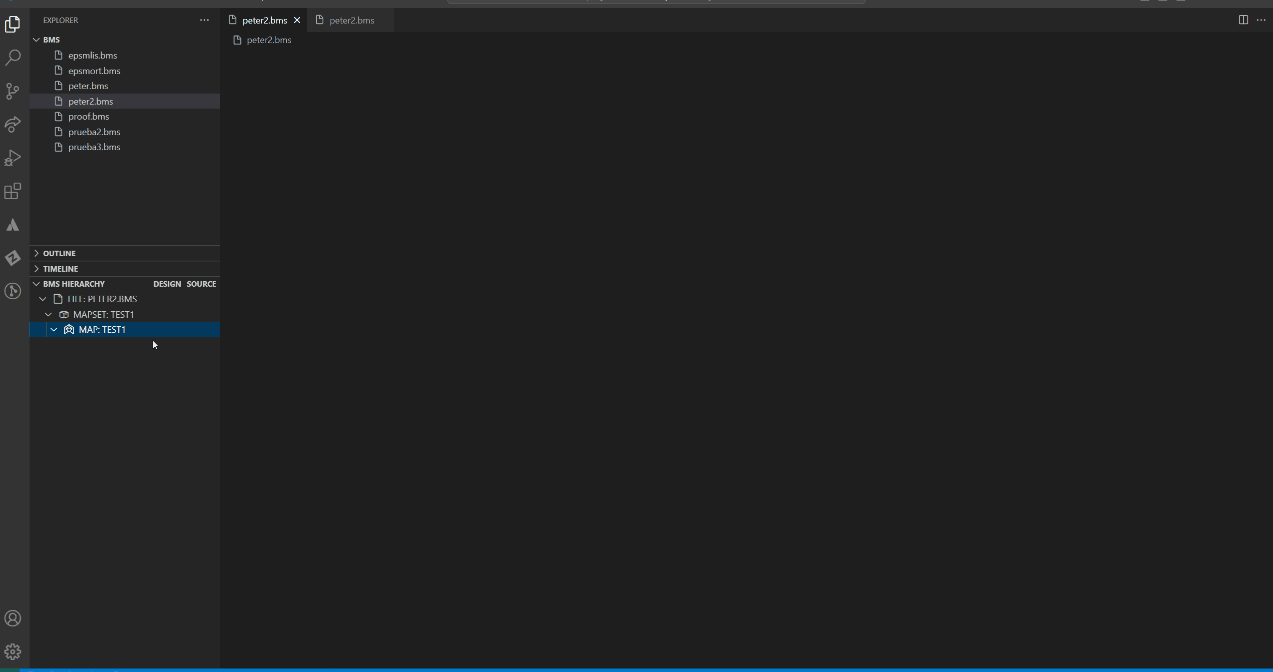 EXPLORER
peter2.bms
peter2.bms
BMS
peter2.bms
epsmlis.bms
epsmort.bms
peter.bms
peter2.bms
proof.bms
prueba2.bms
prueba3.bms
OUTLINE
TIMELINE
BMS HIERARCHY DESIGN SOURCE
FILE: PETER2.BMS
MAPSET: TEST1
MAP: TEST1